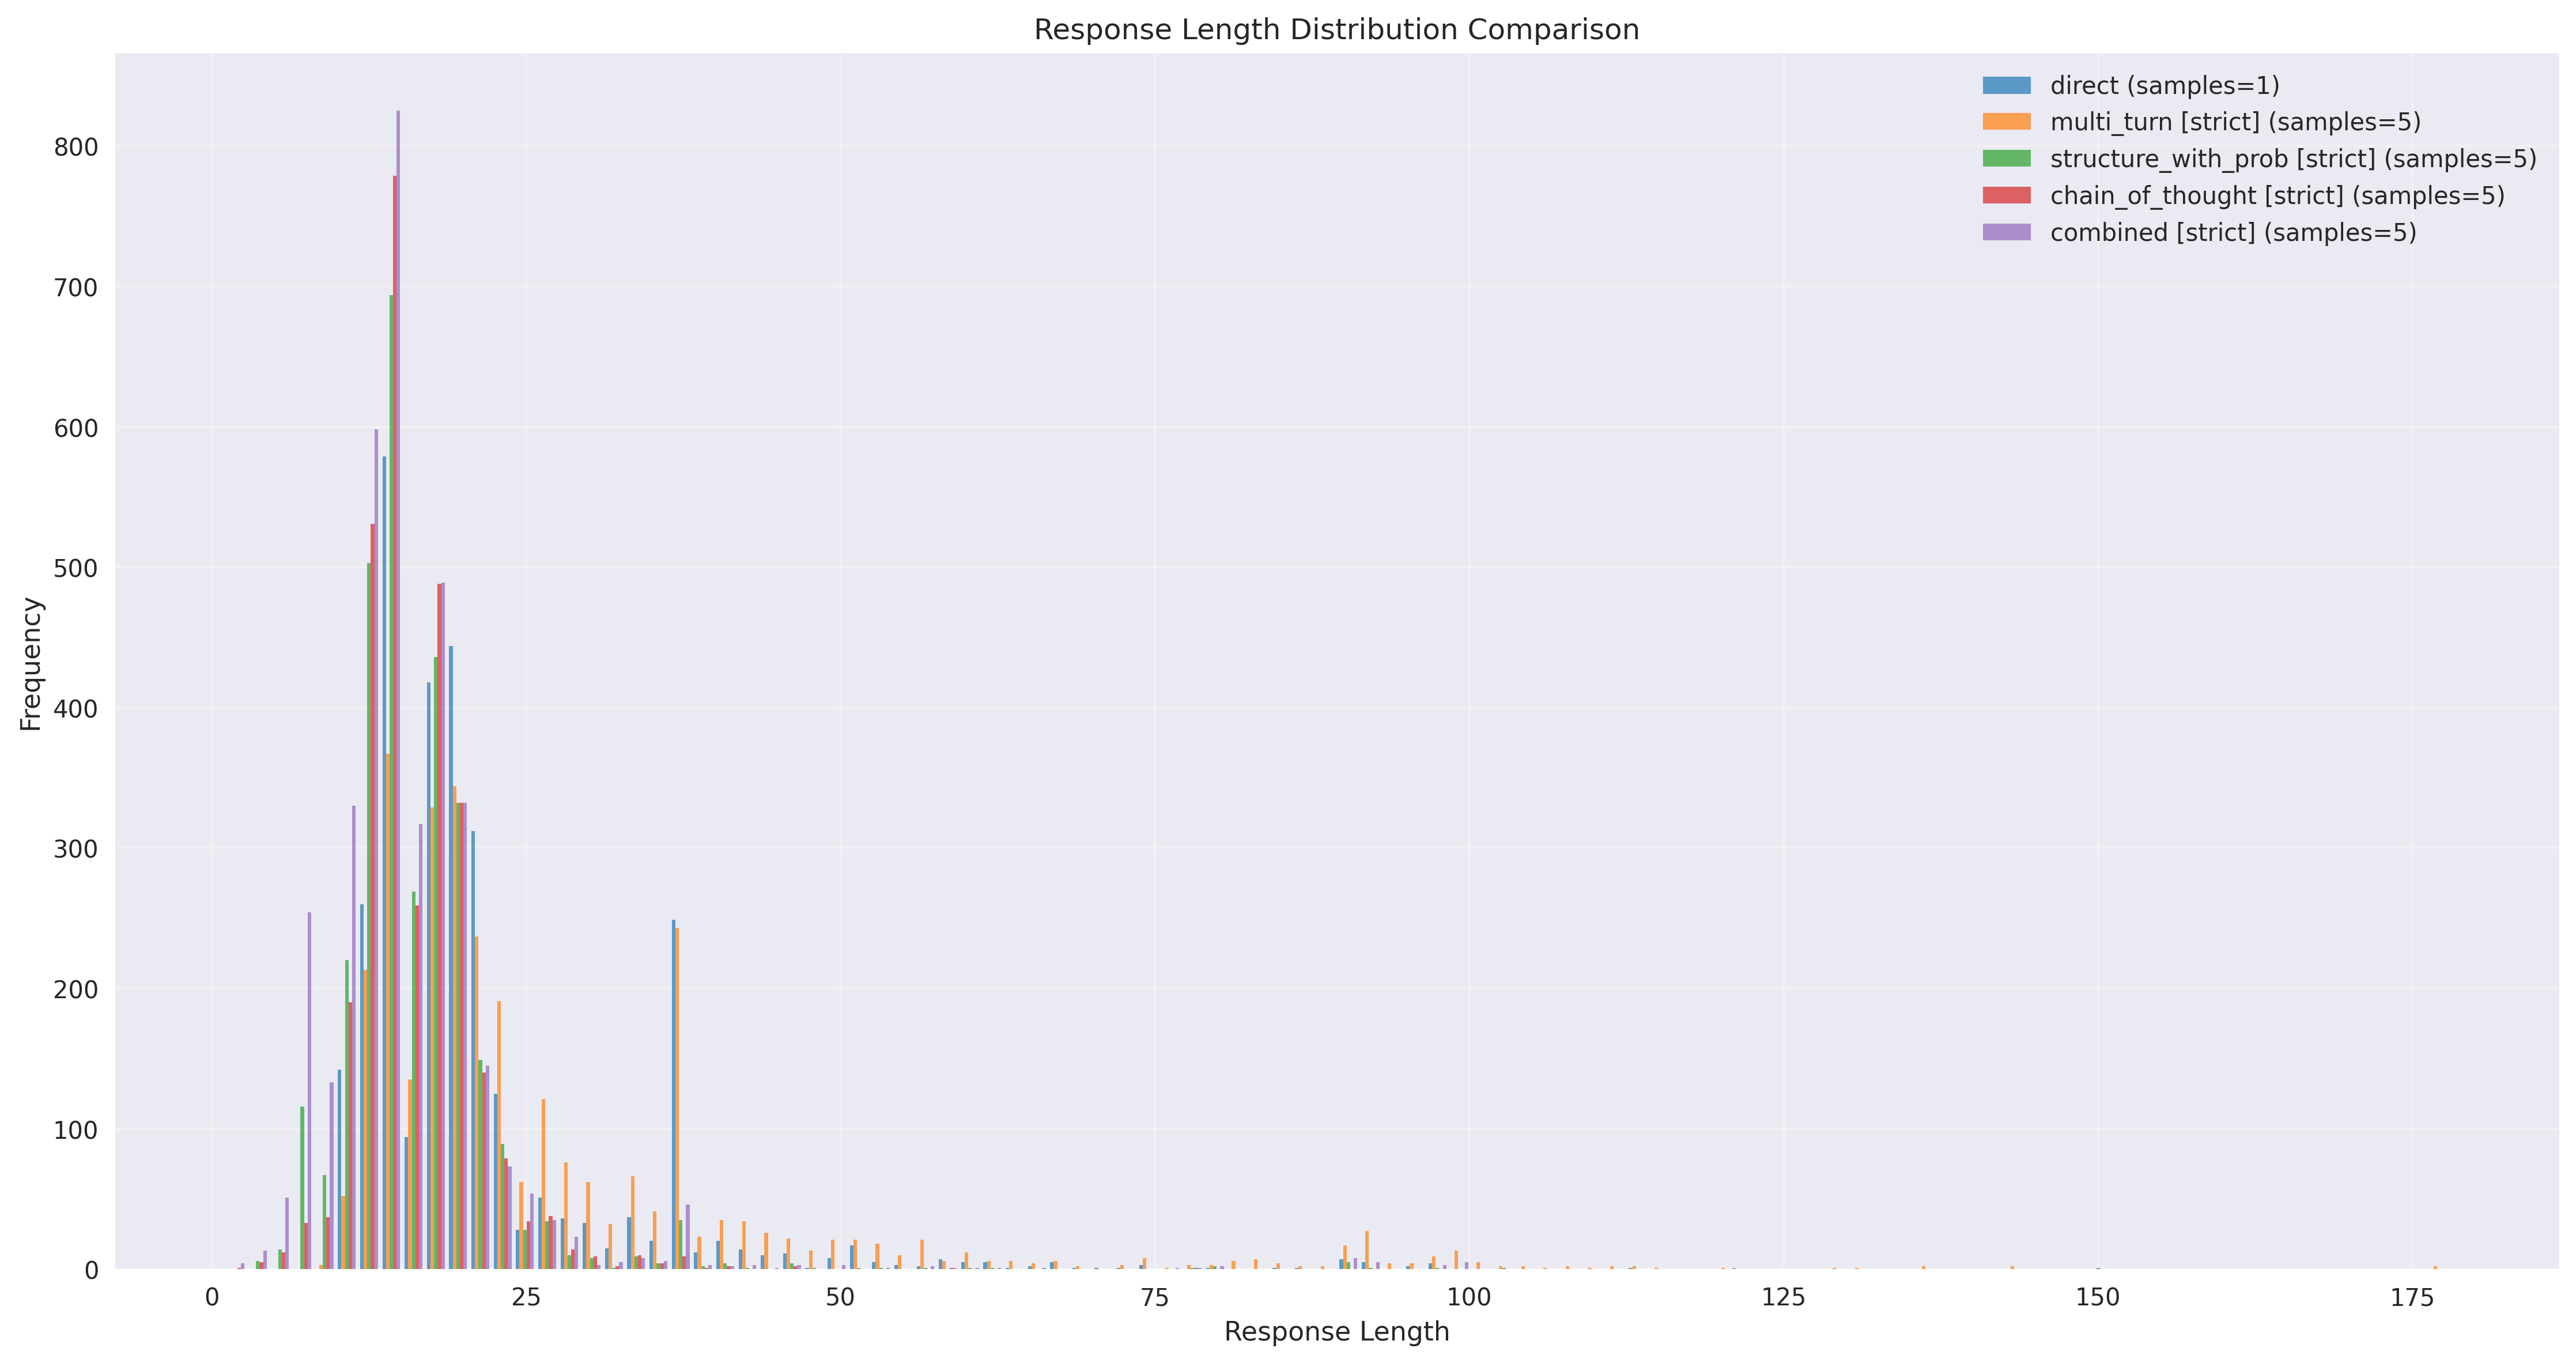 Response Length Distribution Comparison
direct (samples=1)
multi_turn [strict] (samples=5)
structure_with_prob [strict] (samples=5)
chain_of_thought [strict] (samples=5)
combined [strict] (samples=5)
Frequency
800
700
600
500
400
300
200
100
0
0 25 50 75 100 125 150 175
Response Length